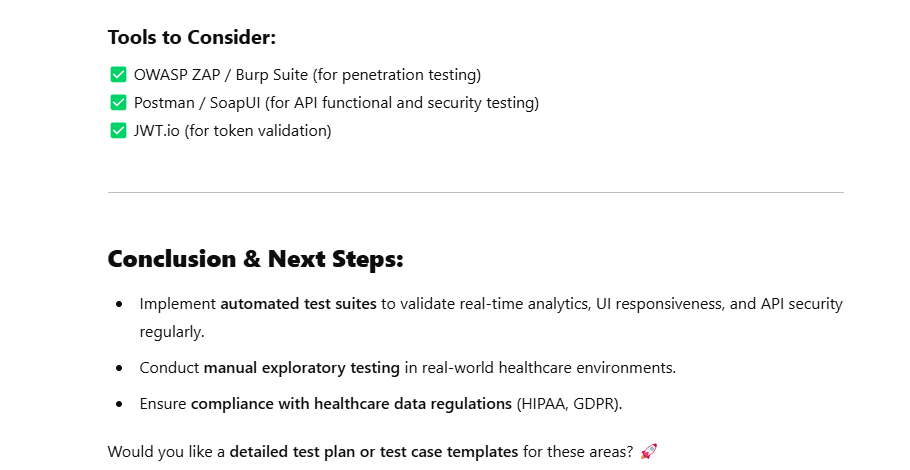 Tools to Consider:
✅ OWASP ZAP / Burp Suite (for penetration testing)
✅ Postman / SoapUI (for API functional and security testing)
✅ JWT.io (for token validation)
Conclusion & Next Steps:
• Implement automated test suites to validate real-time analytics, UI responsiveness, and API security
regularly.
• Conduct manual exploratory testing in real-world healthcare environments.
• Ensure compliance with healthcare data regulations (HIPAA, GDPR).
Would you like a detailed test plan or test case templates for these areas? 🚀